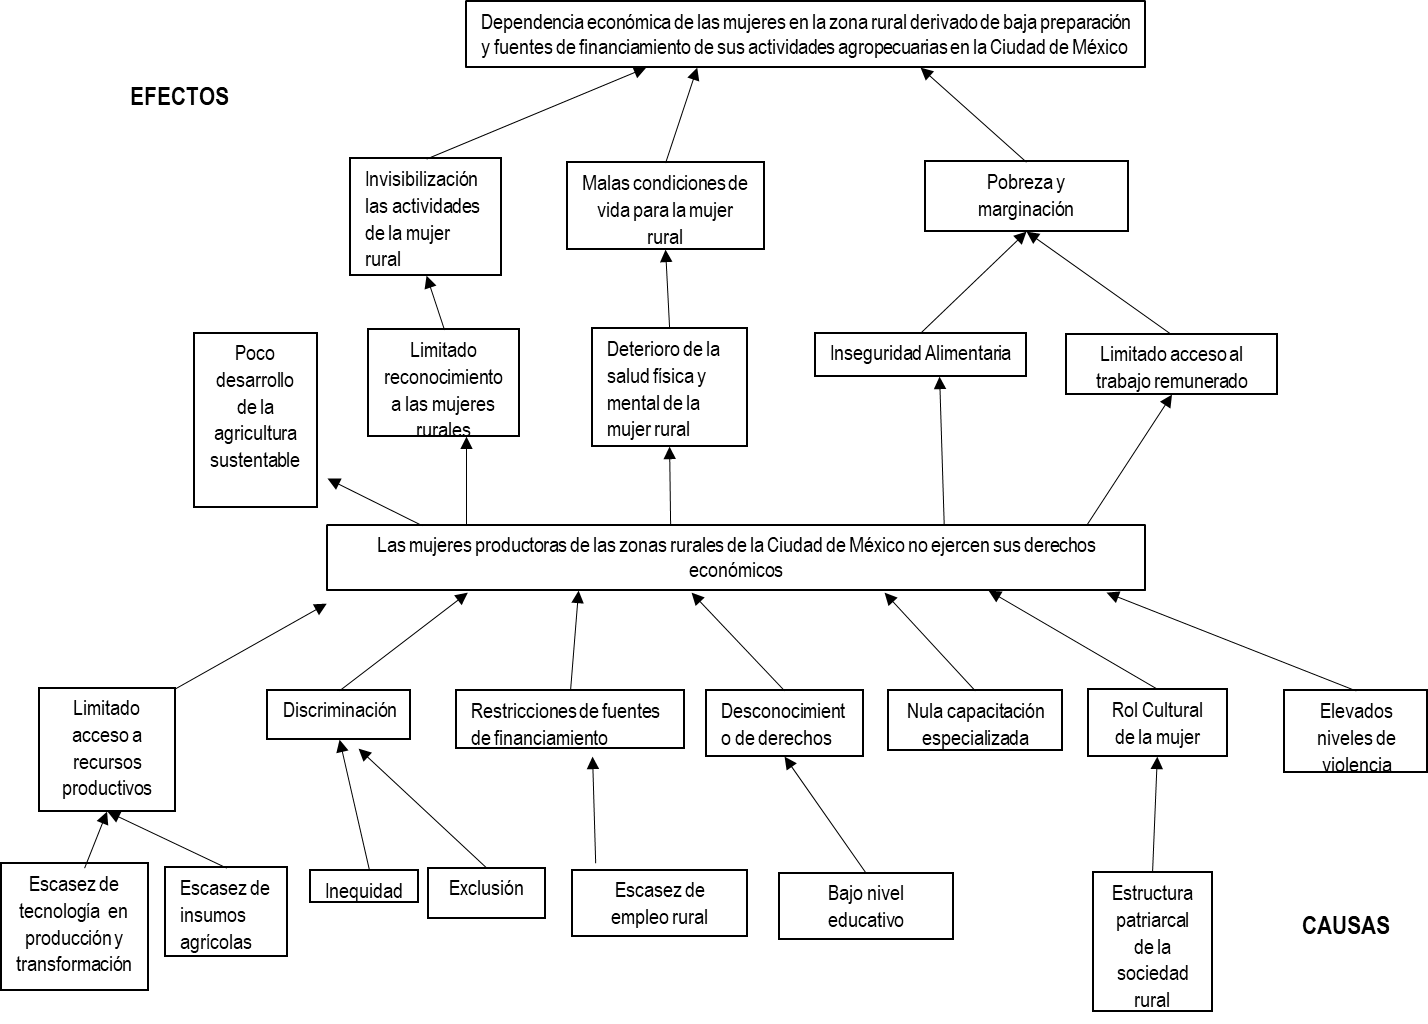 Dependencia económica de las mujeres en la zona rural derivado de baja preparación
y fuentes de financiamiento de sus actividades agropecuarias en la Ciudad de México
EFECTOS
Invisibilización
las actividades
de la mujer
rural
Malas condiciones de
vida para la mujer
rural
Pobreza y
marginación
Poco
desarrollo
de la
agricultura
sustentable
Limitado
reconocimiento
a las mujeres
rurales
Deterioro de la
salud física y
mental de la
mujer rural
Inseguridad Alimentaria
Limitado acceso al
trabajo remunerado
Las mujeres productoras de las zonas rurales de la Ciudad de México no ejercen sus derechos
económicos
Limitado
acceso a
recursos
productivos
Discriminación
Restricciones de fuentes
de financiamiento
Desconocimient
o de derechos
Nula capacitación
especializada
Rol Cultural
de la mujer
Elevados
niveles de
violencia
Escasez de
tecnología en
producción y
transformación
Escasez de
insumos
agrícolas
Inequidad
Exclusión
Escasez de
empleo rural
Bajo nivel
educativo
Estructura
patriarcal
de la
sociedad
rural
CAUSAS